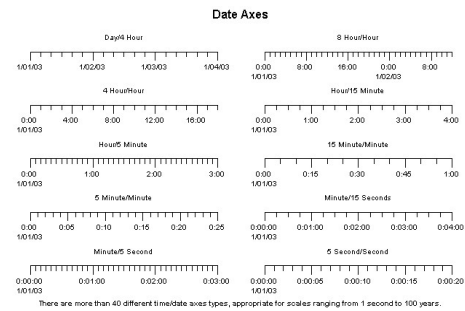 Date Axes
Day/4 Hour
1/01/03 1/02/03 1/03/03 1/04/03
8 Hour/Hour
0:00 8:00 16:00 0:00 8:00
1/01/03 1/02/03
4 Hour/Hour
0:00 4:00 8:00 12:00 16:00
1/01/03
Hour/15 Minute
0:00 1:00 2:00 3:00 4:00
1/01/03
Hour/5 Minute
0:00 1:00 2:00 3:00
1/01/03
15 Minute/Minute
0:00 0:15 0:30 0:45 1:00
1/01/03
5 Minute/Minute
0:00 0:05 0:10 0:15 0:20 0:25
1/01/03
Minute/15 Seconds
0:00:00 0:01:00 0:02:00 0:03:00 0:04:00
1/01/03
Minute/5 Second
0:00:00 0:01:00 0:02:00 0:03:00
1/01/03
5 Second/Second
0:00:00 0:00:05 0:00:10 0:00:15 0:00:20
1/01/03
There are more than 40 different time/date axes types, appropriate for scales ranging from 1 second to 100 years.